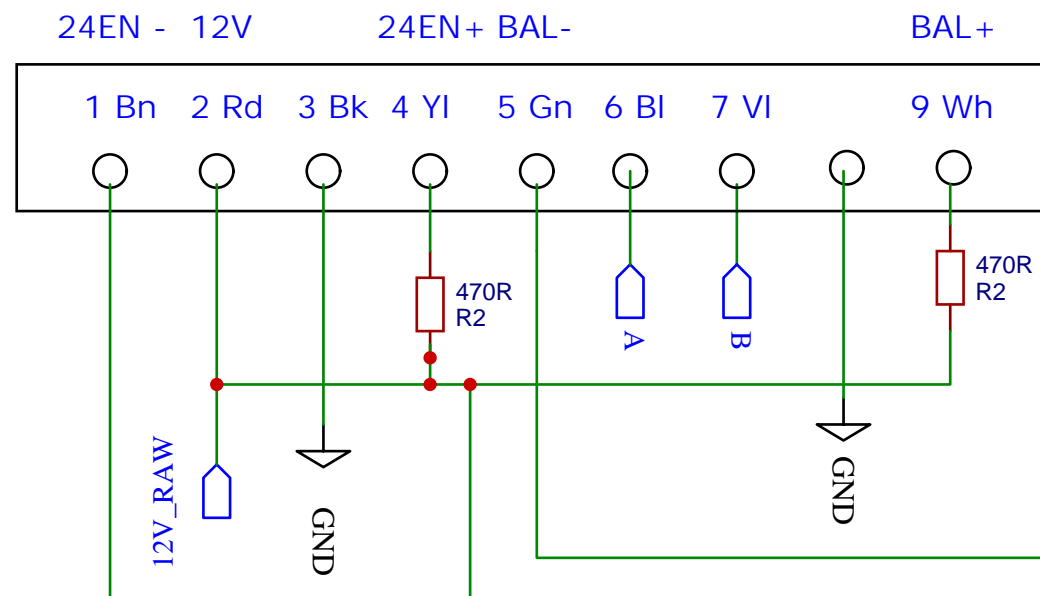 24EN - 12V 24EN+ BAL- BAL+
1 Bn 2 Rd 3 Bk 4 Yl 5 Gn 6 Bl 7 Vl 9 Wh
470R
R2
470R
R2
A
B
12V_RAW
GND
GND